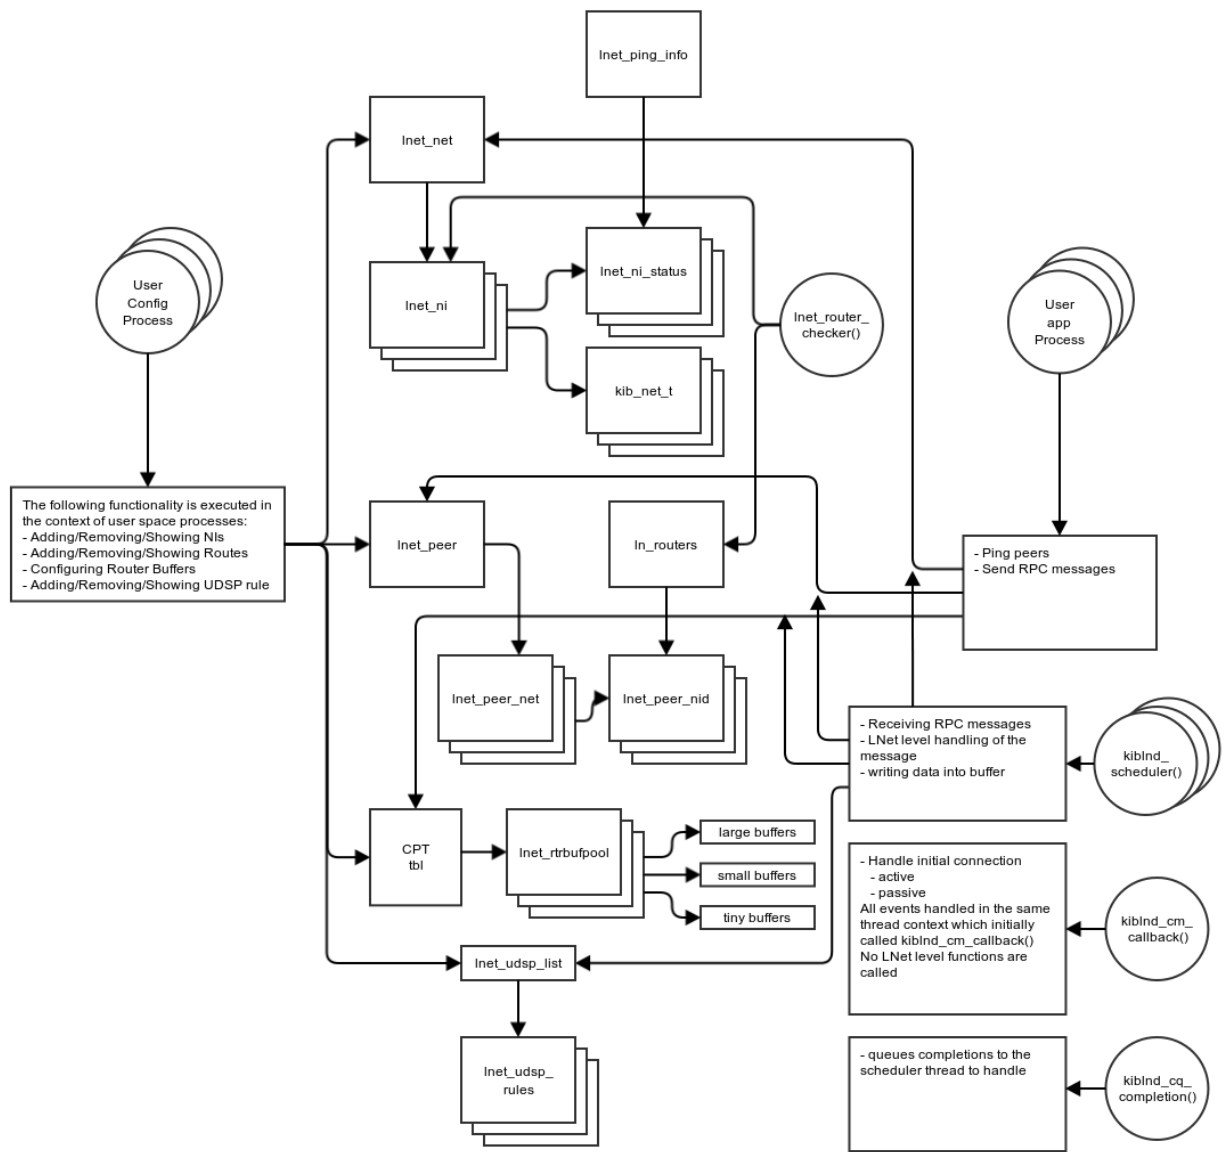 lnet_ping_info
lnet_net
User
Config
Process
lnet_ni
lnet_ni_status
lnet_router_
checker()
User
app
Process
kib_net_t
The following functionality is executed in
the context of user space processes:
- Adding/Removing/Showing NIs
- Adding/Removing/Showing Routes
- Configuring Router Buffers
- Adding/Removing/Showing UDSP rule
lnet_peer
ln_routers
- Ping peers
- Send RPC messages
lnet_peer_net
lnet_peer_nid
- Receiving RPC messages
- LNet level handling of the
message
- writing data into buffer
kiblnd_
scheduler()
CPT
tbl
lnet_rtrbufpool
large buffers
small buffers
tiny buffers
- Handle initial connection
- active
- passive
All events handled in the same
thread context which initially
called kiblnd_cm_callback()
No LNet level functions are
called
kiblnd_cm_
callback()
lnet_udsp_list
lnet_udsp_
rules
- queues completions to the
scheduler thread to handle
kiblnd_cq_
completion()